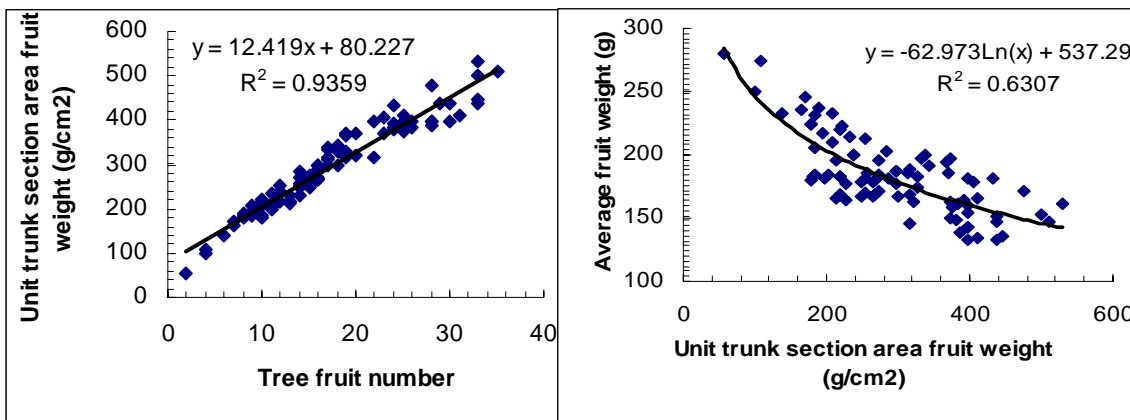 Unit trunk section area fruit
weight (g/cm2)
600
500
400
300
200
100
0
y = 12.419x + 80.227
R² = 0.9359
0 10 20 30 40
Tree fruit number
Average fruit weight (g)
300
250
200
150
100
y = -62.973Ln(x) + 537.29
R² = 0.6307
0 200 400 600
Unit trunk section area fruit weight
(g/cm2)